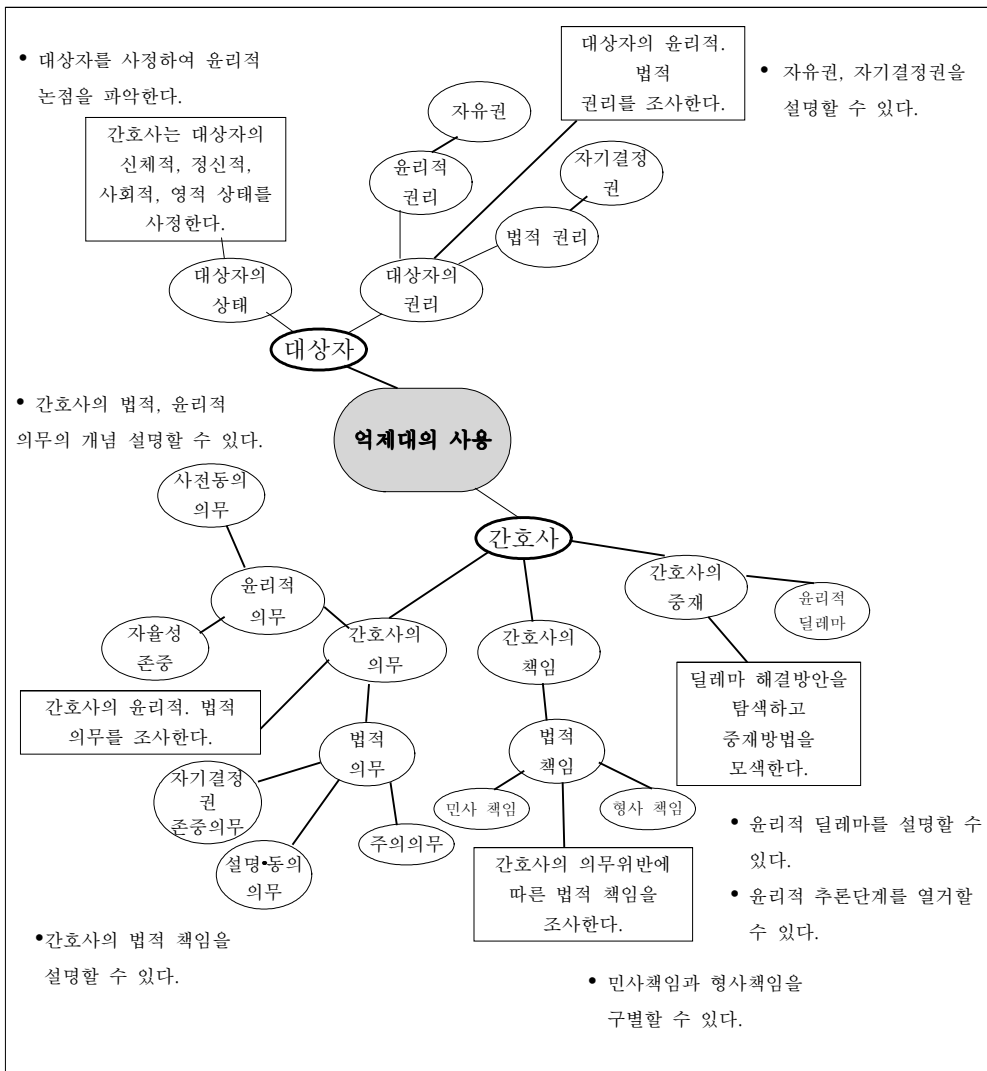 • 대상자를 사정하여 윤리적
논점을 파악한다.
간호사는 대상자의
신체적, 정신적,
사회적, 영적 상태를
사정한다.
대상자의
상태
자유권
윤리적
권리
대상자의 윤리적.
법적
권리를 조사한다.
자기결정
권
법적 권리
대상자의
권리
• 자유권, 자기결정권을
설명할 수 있다.
대상자
억제대의 사용
• 간호사의 법적, 윤리적
의무의 개념 설명할 수 있다.
사전동의
의무
윤리적
의무
자율성
존중
간호사의
의무
간호사의 윤리적. 법적
의무를 조사한다.
법적
의무
자기결정
권
존중의무
설명•동의
의무
주의의무
•간호사의 법적 책임을
설명할 수 있다.
간호사
간호사의
책임
법적
책임
민사 책임
형사 책임
간호사의 의무위반에
따른 법적 책임을
조사한다.
• 민사책임과 형사책임을
구별할 수 있다.
간호사의
중재
윤리적
딜레마
딜레마 해결방안을
탐색하고
중재방법을
모색한다.
• 윤리적 딜레마를 설명할 수
있다.
• 윤리적 추론단계를 열거할
수 있다.